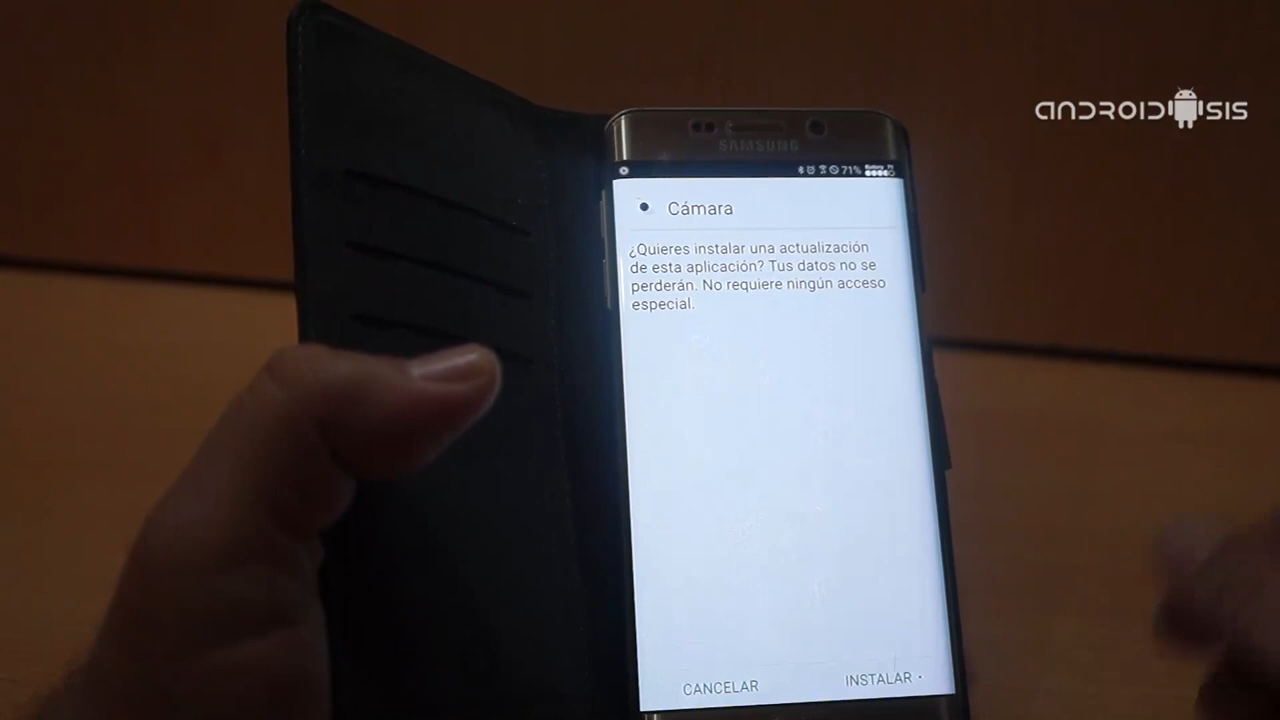 ANDROIDSIS
SAMSUNG
71%
Cámara
¿Quieres instalar una actualización
de esta aplicación? Tus datos no se
perderán. No requiere ningún acceso
especial.
CANCELAR
INSTALAR